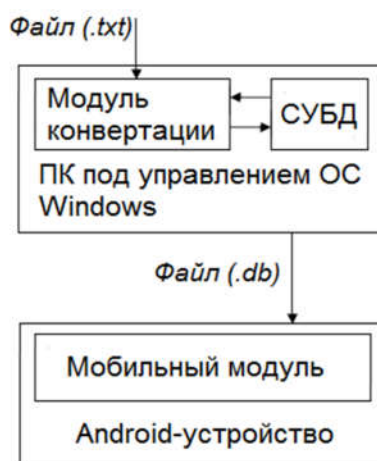 Файл (.txt)
Модуль
конвертации
СУБД
ПК под управлением ОС
Windows
Файл (.db)
Мобильный модуль
Android-устройство